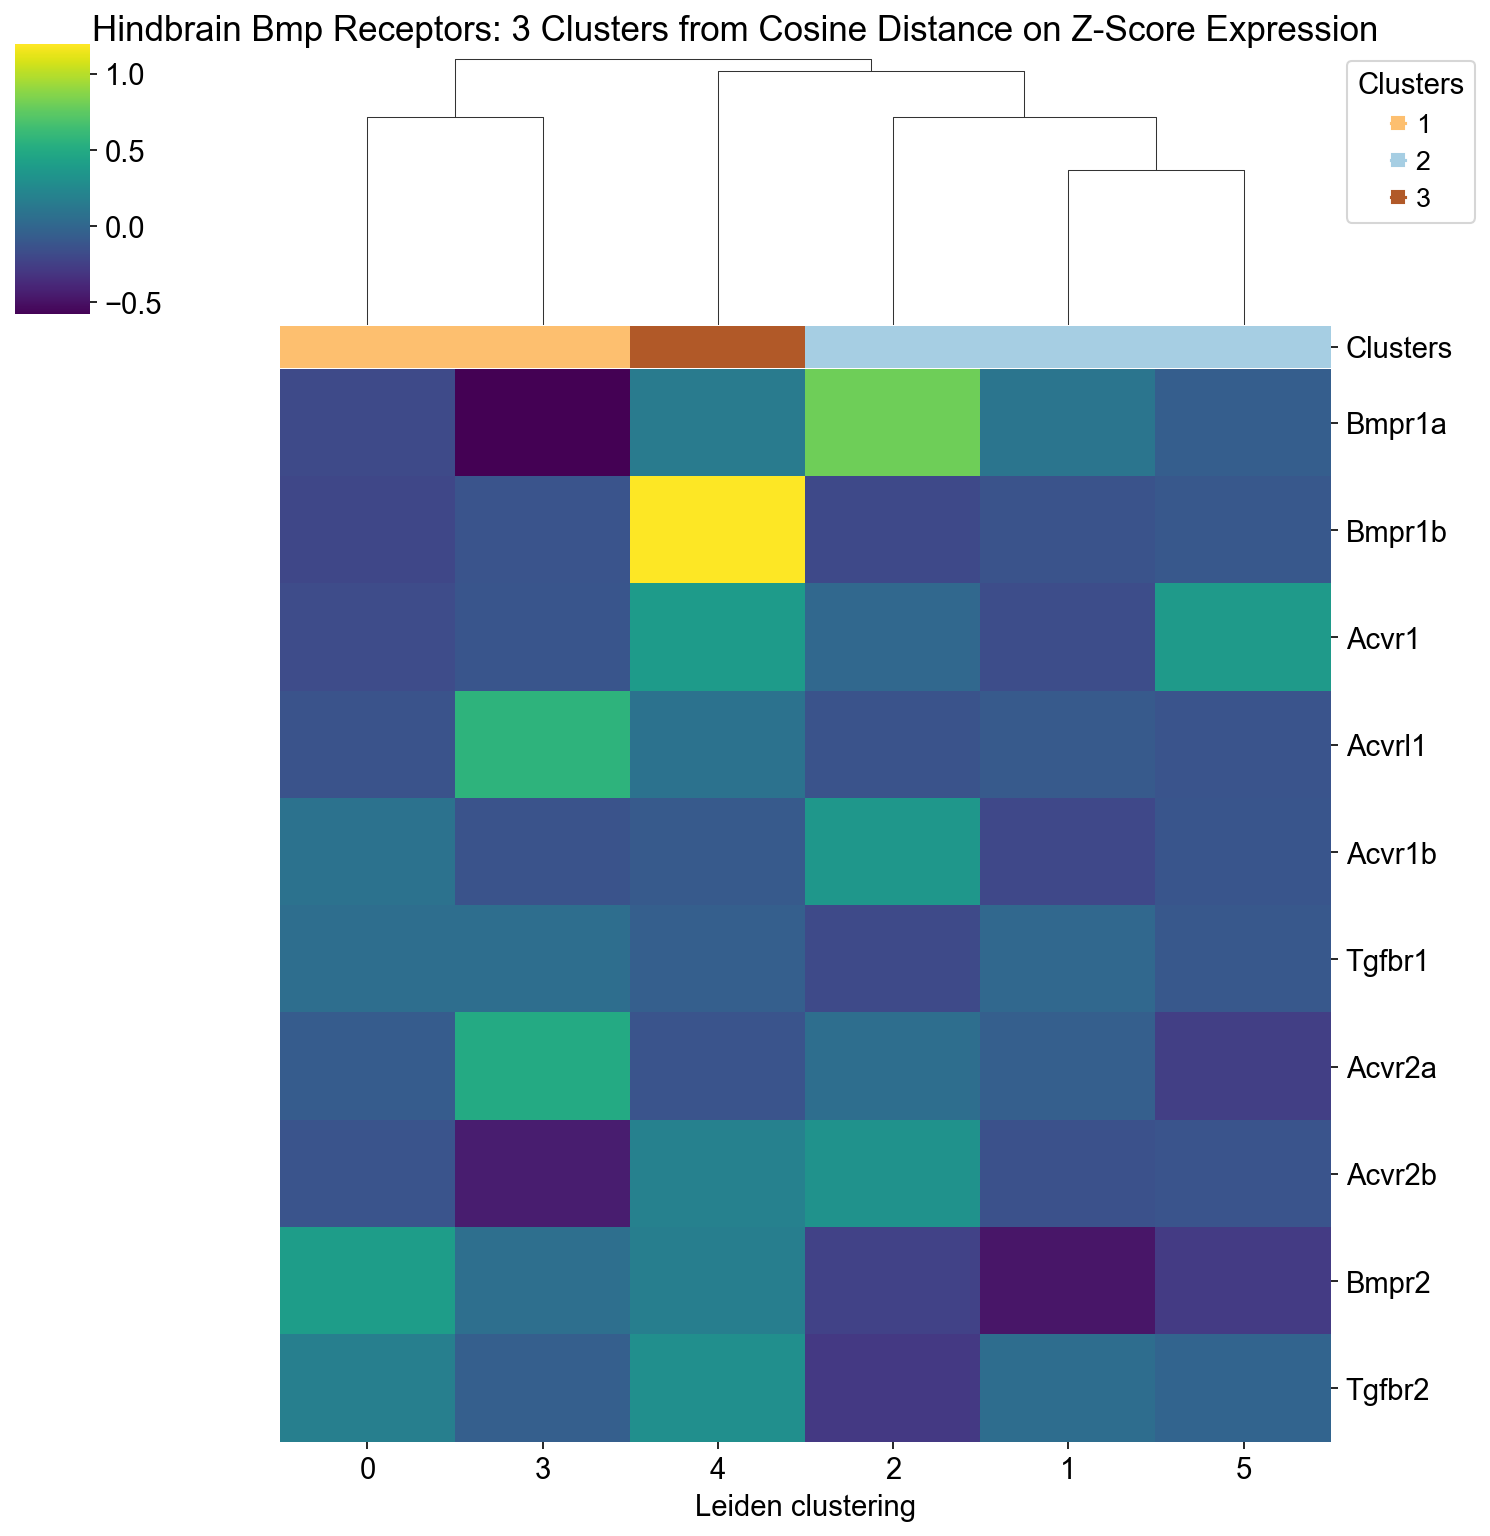 Hindbrain Bmp Receptors: 3 Clusters from Cosine Distance on Z-Score Expression
1.0
0.5
0.0
−0.5
Clusters
1
2
3
Clusters
Bmpr1a
Bmpr1b
Acvr1
Acvrl1
Acvr1b
Tgfbr1
Acvr2a
Acvr2b
Bmpr2
Tgfbr2
0 3 4 2 1 5
Leiden clustering